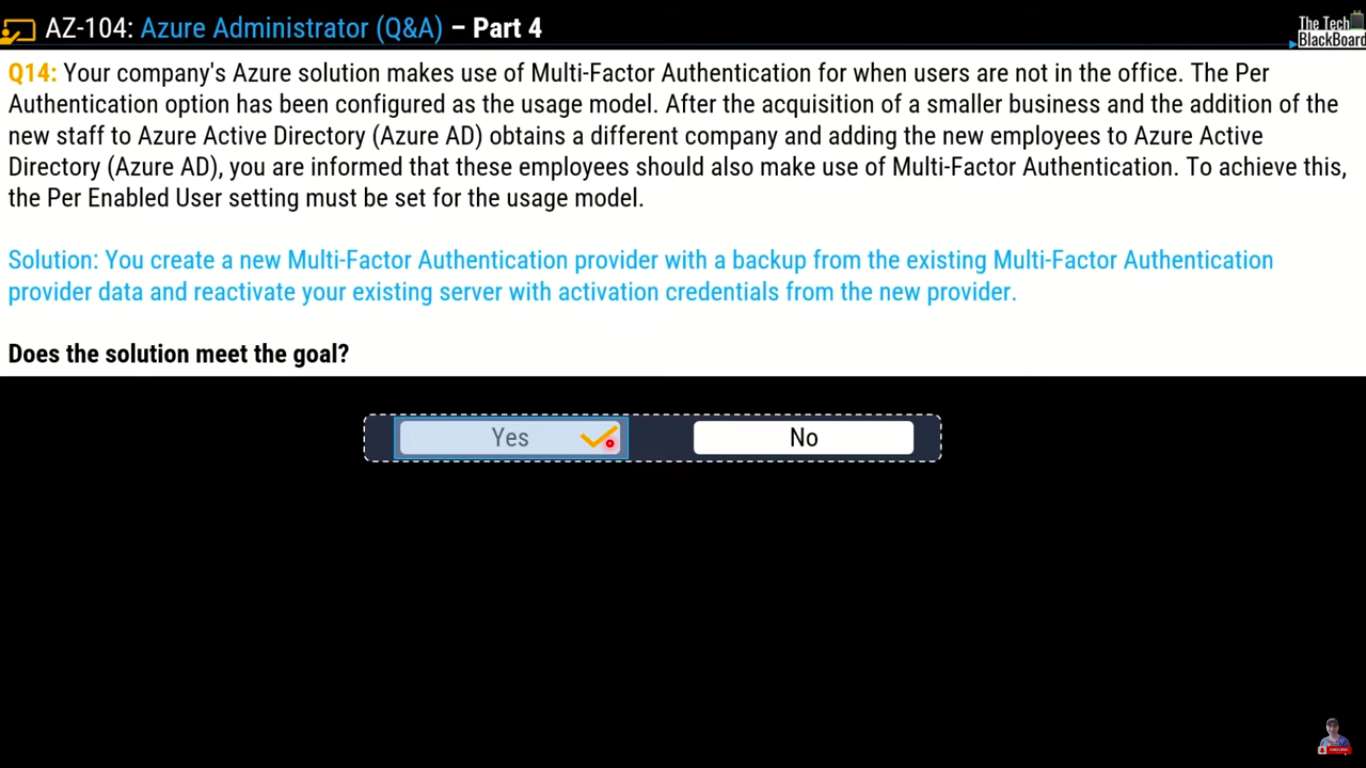 AZ-104: Azure Administrator (Q&A) – Part 4
The Tech
BlackBoard
Q14: Your company's Azure solution makes use of Multi-Factor Authentication for when users are not in the office. The Per
Authentication option has been configured as the usage model. After the acquisition of a smaller business and the addition of the
new staff to Azure Active Directory (Azure AD) obtains a different company and adding the new employees to Azure Active
Directory (Azure AD), you are informed that these employees should also make use of Multi-Factor Authentication. To achieve this,
the Per Enabled User setting must be set for the usage model.
Solution: You create a new Multi-Factor Authentication provider with a backup from the existing Multi-Factor Authentication
provider data and reactivate your existing server with activation credentials from the new provider.
Does the solution meet the goal?
Yes No